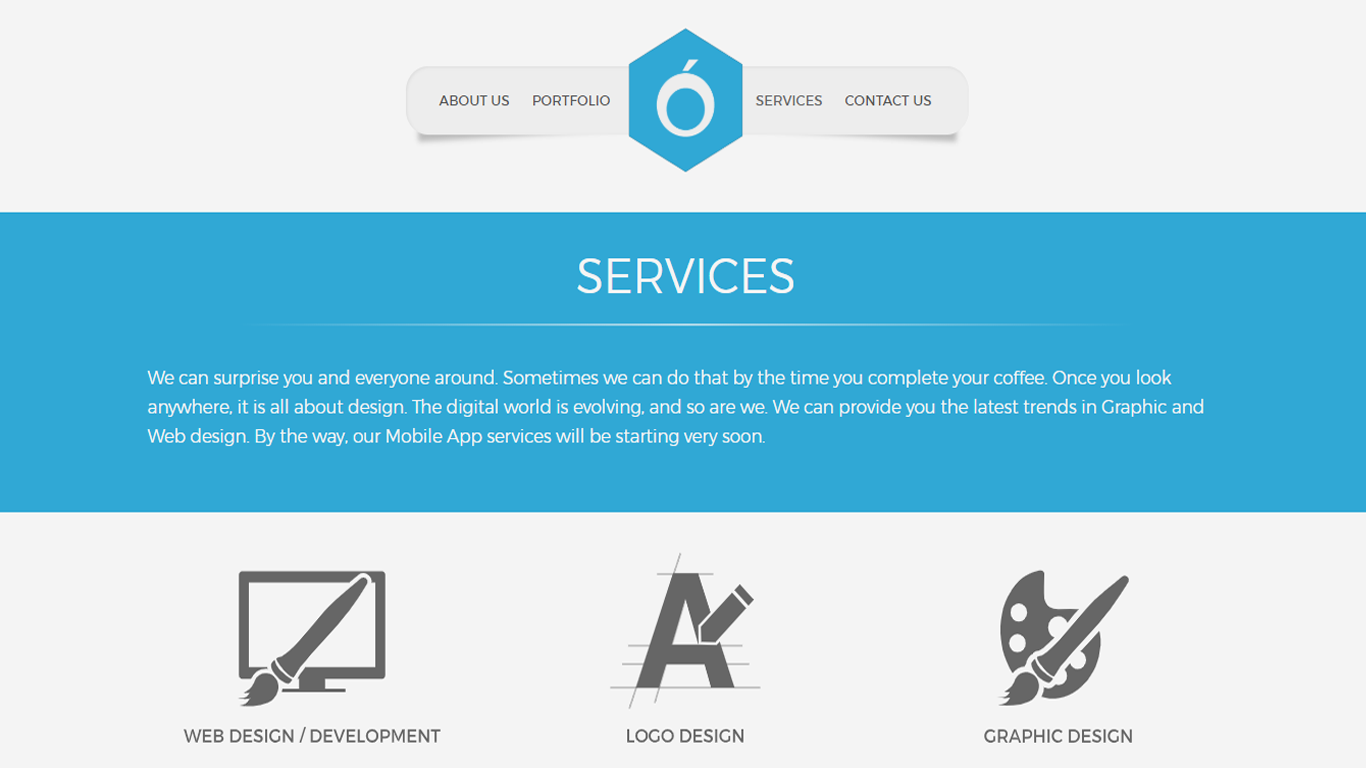 ABOUT US PORTFOLIO Ó SERVICES CONTACT US
SERVICES
We can surprise you and everyone around. Sometimes we can do that by the time you complete your coffee. Once you look
anywhere, it is all about design. The digital world is evolving, and so are we. We can provide you the latest trends in Graphic and
Web design. By the way, our Mobile App services will be starting very soon.
A
WEB DESIGN / DEVELOPMENT LOGO DESIGN GRAPHIC DESIGN